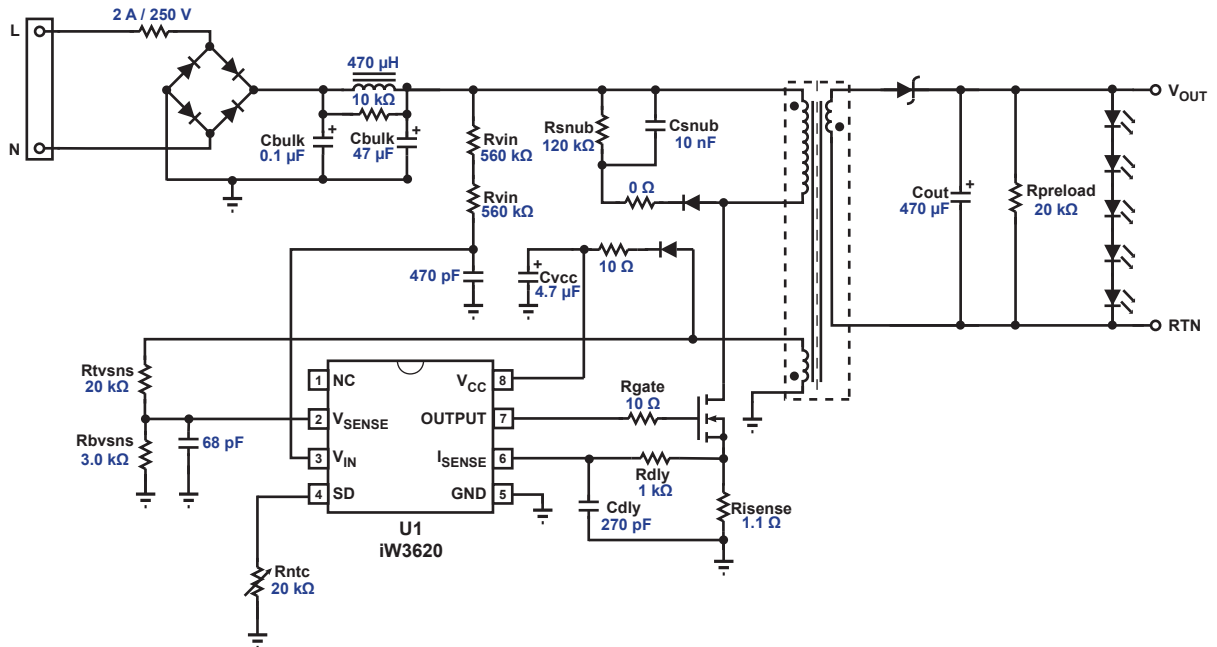 2 A / 250 V
L
N
470 µH
10 kΩ
Cbulk
0.1 µF
+
Cbulk
47 µF
+
Rvin
560 kΩ
Rvin
560 kΩ
470 pF
Rsnub
120 kΩ
Csnub
10 nF
0 Ω
10 Ω
+
Cvcc
4.7 µF
Cout
470 µF
+
Rpreload
20 kΩ
VOUT
RTN
Rtvsns
20 kΩ
Rbvsns
3.0 kΩ
68 pF
1 NC
2 VSENSE
3 VIN
4 SD
VCC 8
OUTPUT 7
ISENSE 6
GND 5
U1
iW3620
Rgate
10 Ω
Rdly
1 kΩ
Cdly
270 pF
Risense
1.1 Ω
Rntc
20 kΩ